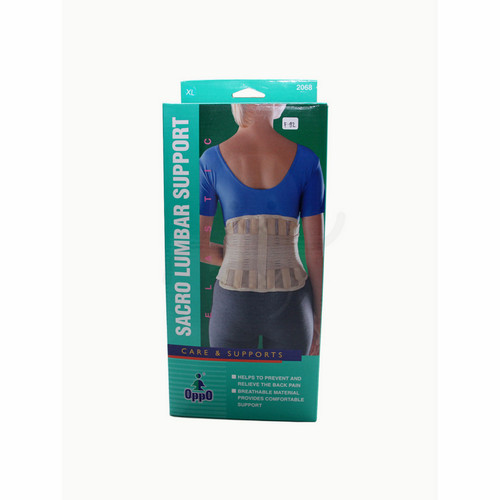 XL
2068
SACRO LUMBAR SUPPORT
ELASTIC
CARE & SUPPORTS
OppO
HELPS TO PREVENT AND
RELIEVE THE BACK PAIN
BREATHABLE MATERIAL
PROVIDES COMFORTABLE
SUPPORT